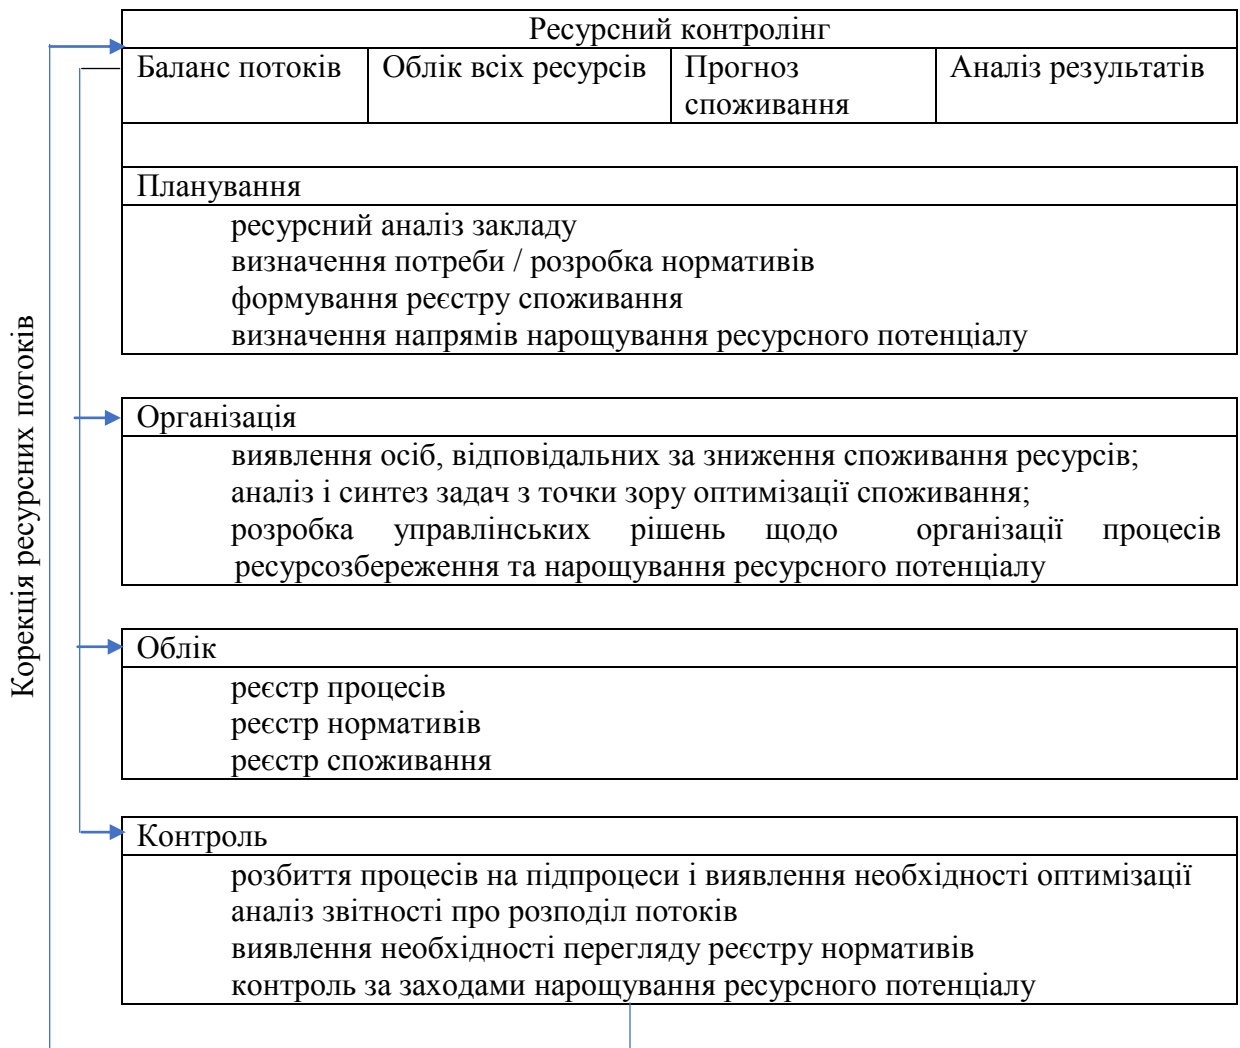 Ресурсний контролінг
Баланс потоків
Облік всіх ресурсів
Прогноз
споживання
Аналіз результатів
Планування
ресурсний аналіз закладу
визначення потреби / розробка нормативів
формування реєстру споживання
визначення напрямів нарощування ресурсного потенціалу
Організація
виявлення осіб, відповідальних за зниження споживання ресурсів;
аналіз і синтез задач з точки зору оптимізації споживання;
розробка управлінських рішень щодо організації процесів
ресурсозбереження та нарощування ресурсного потенціалу
Облік
реєстр процесів
реєстр нормативів
реєстр споживання
Контроль
розбиття процесів на підпроцеси і виявлення необхідності оптимізації
аналіз звітності про розподіл потоків
виявлення необхідності перегляду реєстру нормативів
контроль за заходами нарощування ресурсного потенціалу
Корекція ресурсних потоків